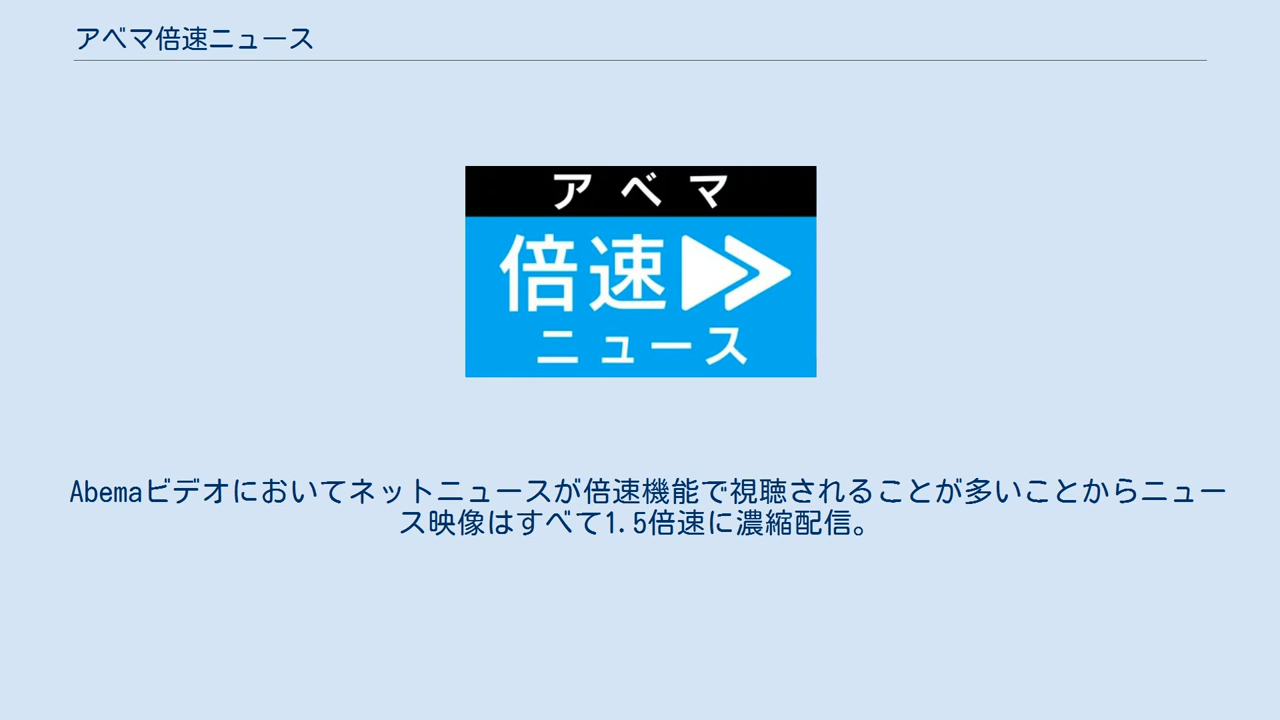 アベマ倍速ニュース
アベマ
倍速
ニュース
Abemaビデオにおいてネットニュースが倍速機能で視聴されることが多いことからニュー
ス映像はすべて1.5倍速に濃縮配信。